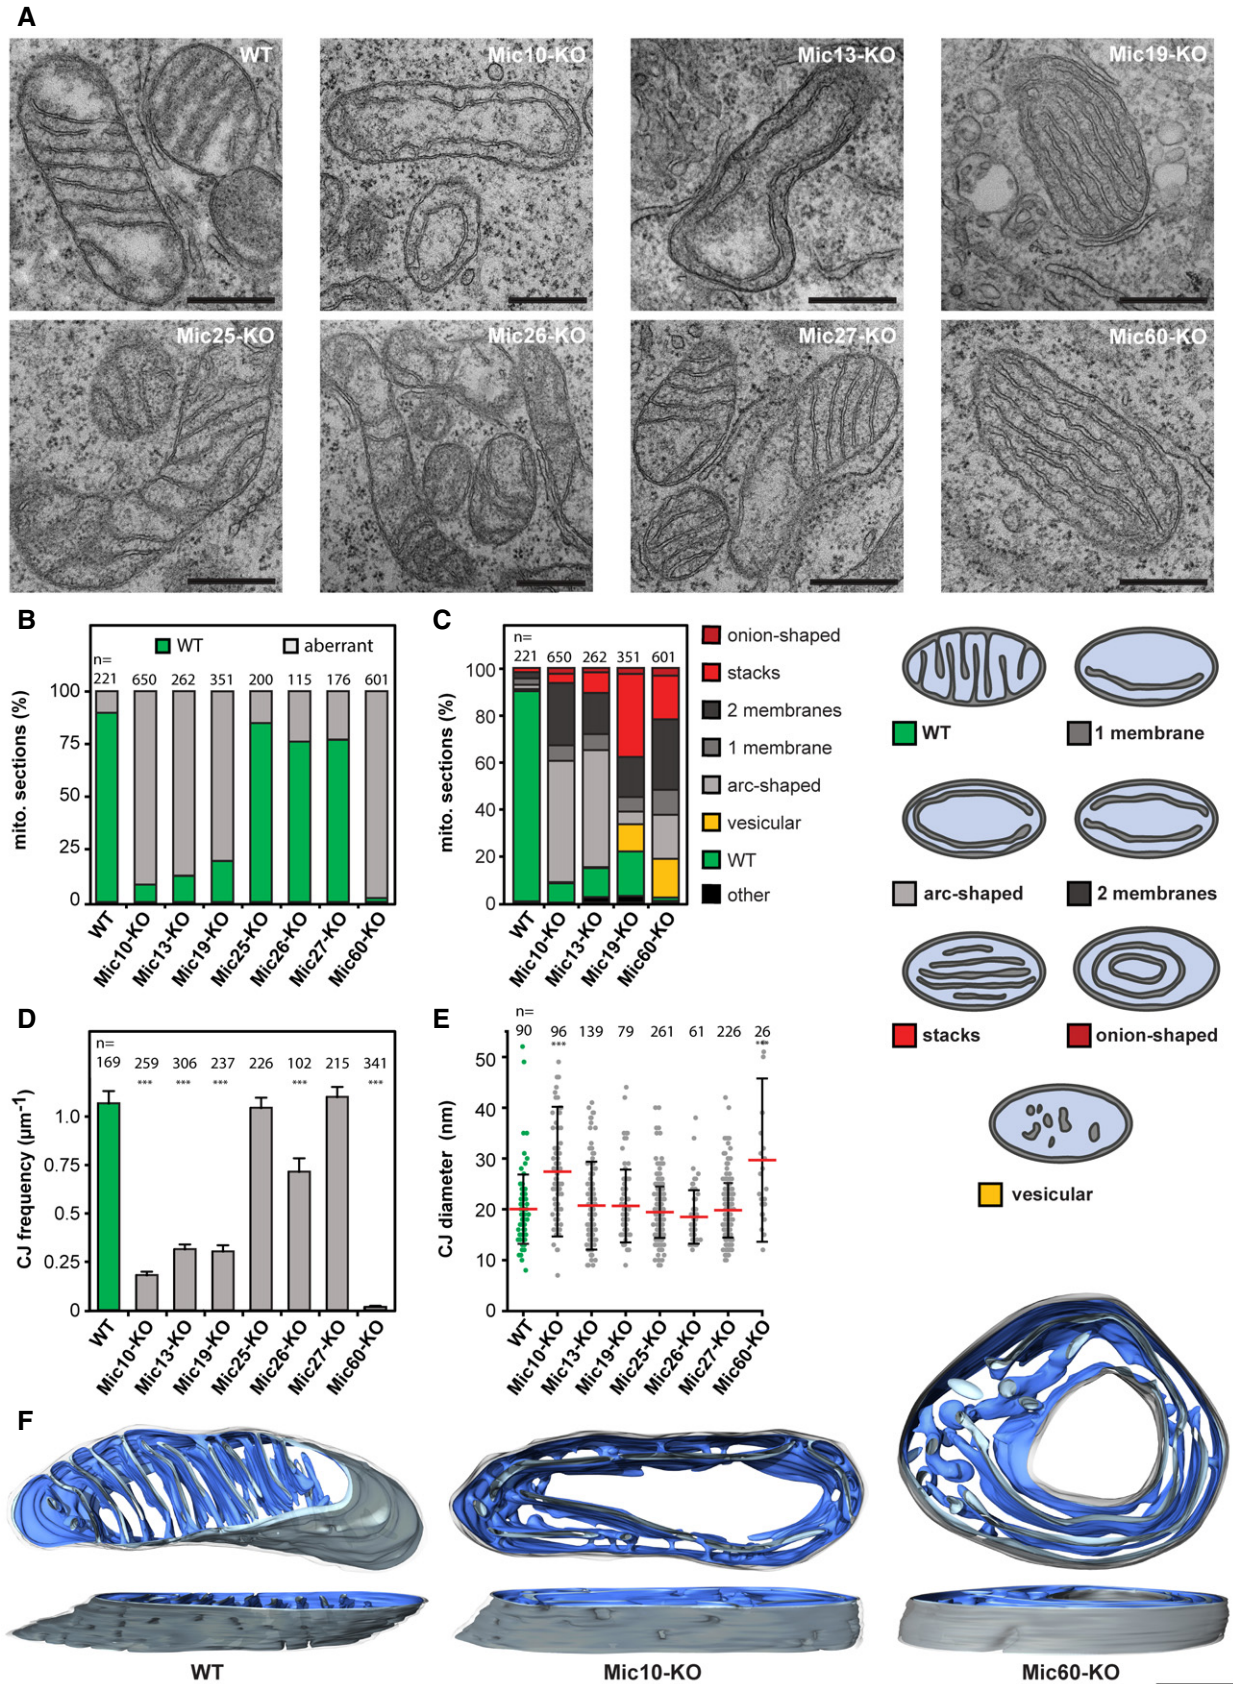 A
WT
Mic10-KO
Mic13-KO
Mic19-KO
Mic25-KO
Mic26-KO
Mic27-KO
Mic60-KO
B
WT
aberrant
n=
221 650 262 351 200 115 176 601
mito. sections (%)
100
75
50
25
0
WT
Mic10-KO
Mic13-KO
Mic19-KO
Mic25-KO
Mic26-KO
Mic27-KO
Mic60-KO
C
n=
221 650 262 351 601
mito. sections (%)
100
80
60
40
20
0
WT
Mic10-KO
Mic13-KO
Mic19-KO
Mic60-KO
onion-shaped
stacks
2 membranes
1 membrane
arc-shaped
vesicular
WT
other
WT
1 membrane
arc-shaped
2 membranes
stacks
onion-shaped
vesicular
D
n=
169 259 306 237 226 102 215 341
*** *** *** *** ***
CJ frequency (µm⁻¹)
1.0
0.75
0.5
0.25
0
WT
Mic10-KO
Mic13-KO
Mic19-KO
Mic25-KO
Mic26-KO
Mic27-KO
Mic60-KO
E
n=
90 96 139 79 261 61 226 26
*** ***
CJ diameter (nm)
50
40
30
20
10
0
WT
Mic10-KO
Mic13-KO
Mic19-KO
Mic25-KO
Mic26-KO
Mic27-KO
Mic60-KO
F
WT
Mic10-KO
Mic60-KO